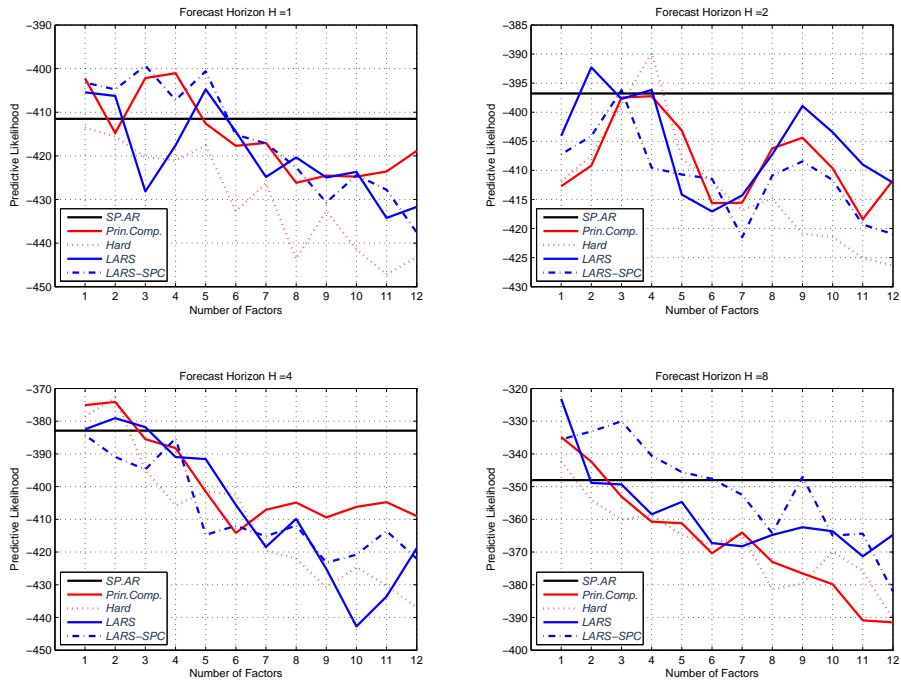 Forecast Horizon H =1
Predictive Likelihood
−390
−400
−410
−420
−430
−440
−450
SP.AR
Prin.Comp.
Hard
LARS
LARS−SPC
1 2 3 4 5 6 7 8 9 10 11 12
Number of Factors
Forecast Horizon H =2
Predictive Likelihood
−385
−390
−395
−400
−405
−410
−415
−420
−425
−430
SP.AR
Prin.Comp.
Hard
LARS
LARS−SPC
1 2 3 4 5 6 7 8 9 10 11 12
Number of Factors
Forecast Horizon H =4
Predictive Likelihood
−370
−380
−390
−400
−410
−420
−430
−440
−450
SP.AR
Prin.Comp.
Hard
LARS
LARS−SPC
1 2 3 4 5 6 7 8 9 10 11 12
Number of Factors
Forecast Horizon H =8
Predictive Likelihood
−320
−330
−340
−350
−360
−370
−380
−390
−400
SP.AR
Prin.Comp.
Hard
LARS
LARS−SPC
1 2 3 4 5 6 7 8 9 10 11 12
Number of Factors